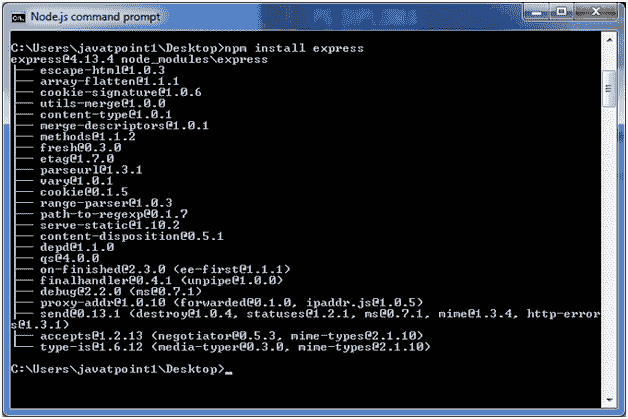 Node.js command prompt
C:\Users\javatpoint1\Desktop>npm install express
express@4.13.4 node_modules\express
├── escape-html@1.0.3
├── array-flatten@1.1.1
├── cookie-signature@1.0.6
├── utils-merge@1.0.0
├── content-type@1.0.1
├── merge-descriptors@1.0.1
├── methods@1.1.2
├── fresh@0.3.0
├── etag@1.7.0
├── parseurl@1.3.1
├── vary@1.0.1
├── cookie@0.1.5
├── range-parser@1.0.3
├── path-to-regexp@0.1.7
├── serve-static@1.10.2
├── content-disposition@0.5.1
├── depd@1.1.0
├── qs@4.0.0
├── on-finished@2.3.0 (ee-first@1.1.1)
├── finalhandler@0.4.1 (unpipe@1.0.0)
├── debug@2.2.0 (ms@0.7.1)
├── proxy-addr@1.0.10 (forwarded@0.1.0, ipaddr.js@1.0.5)
├── send@0.13.1 (destroy@1.0.4, statuses@1.2.1, ms@0.7.1, mime@1.3.4, http-error
s@1.3.1)
├── accepts@1.2.13 (negotiator@0.5.3, mime-types@2.1.10)
└── type-is@1.6.12 (media-typer@0.3.0, mime-types@2.1.10)
C:\Users\javatpoint1\Desktop>_